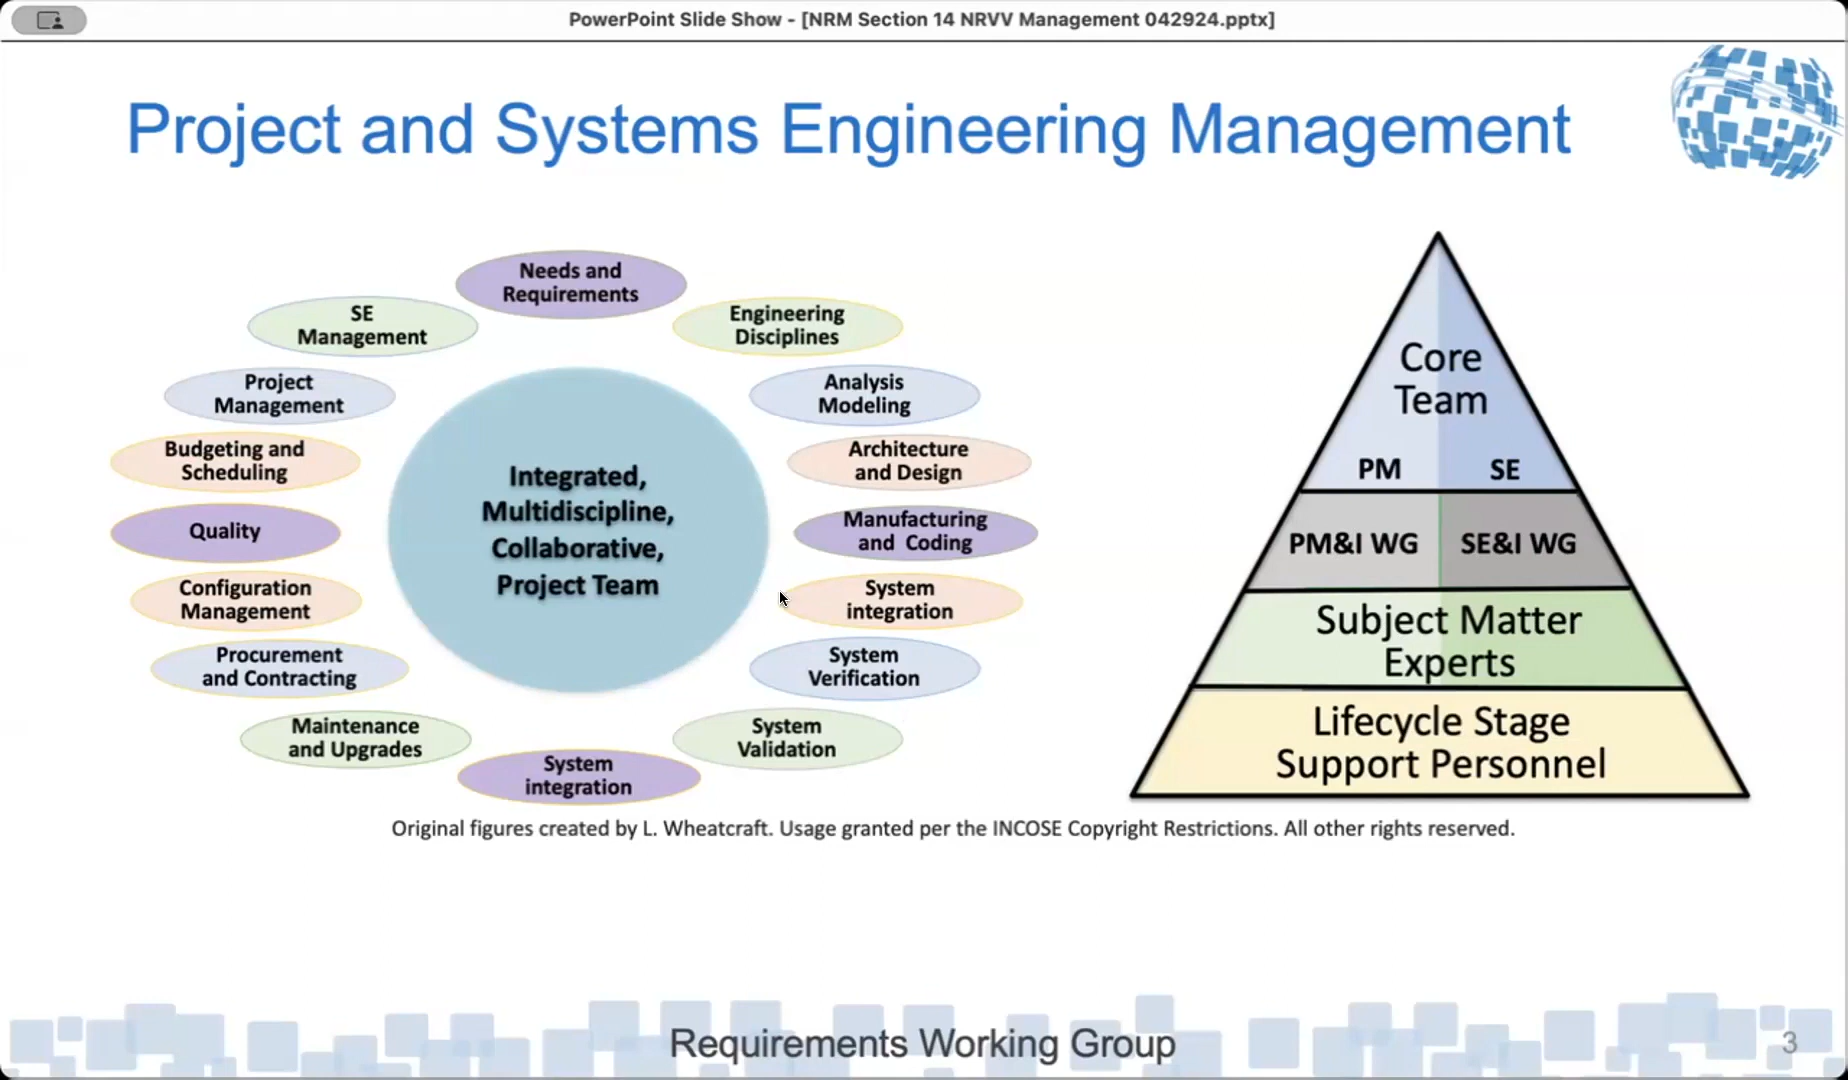 PowerPoint Slide Show - [NRM Section 14 NRVV Management 042924.pptx]
Project and Systems Engineering Management
Needs and
Requirements
SE
Management
Engineering
Disciplines
Project
Management
Analysis
Modeling
Budgeting and
Scheduling
Architecture
and Design
Quality
Integrated,
Multidiscipline,
Collaborative,
Project Team
Manufacturing
and Coding
Configuration
Management
System
integration
Procurement
and Contracting
System
Verification
Maintenance
and Upgrades
System
Validation
System
integration
Core
Team
PM SE
PM&I WG SE&I WG
Subject Matter
Experts
Lifecycle Stage
Support Personnel
Original figures created by L. Wheatcraft. Usage granted per the INCOSE Copyright Restrictions. All other rights reserved.
Requirements Working Group
3